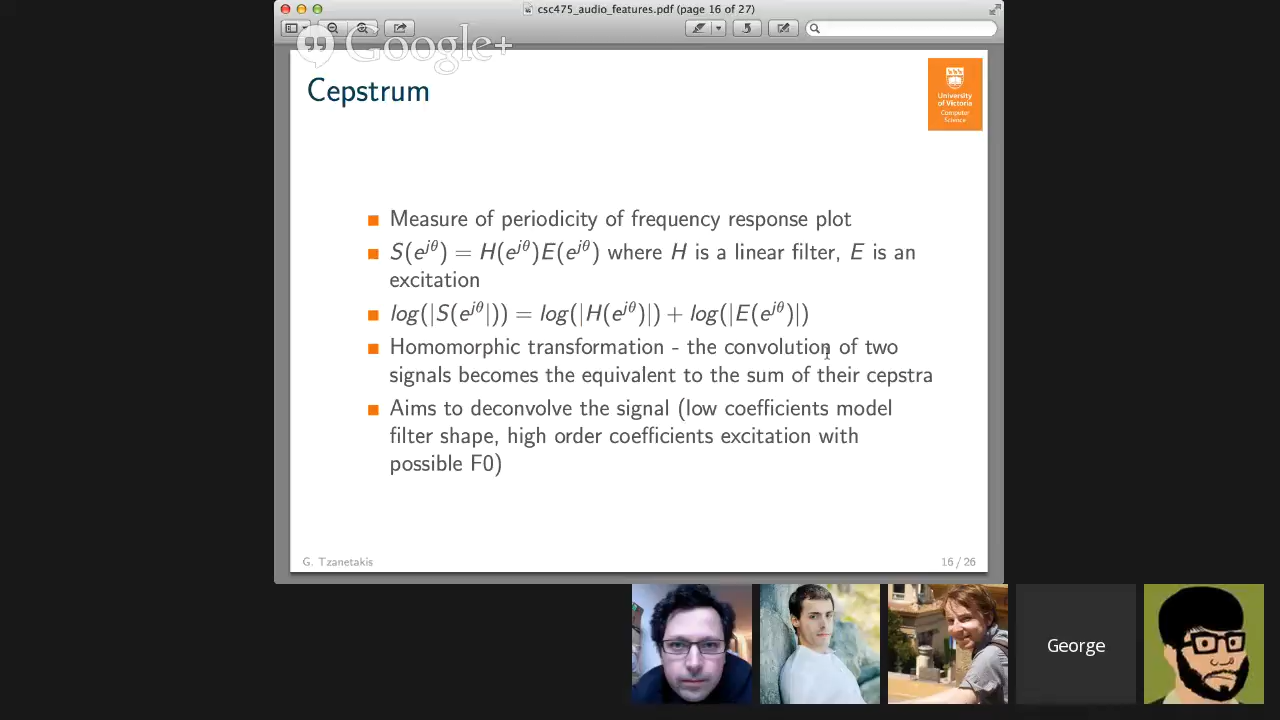 csc475_audio_features.pdf (page 16 of 27)
Google+
Cepstrum
University
of Victoria
Computer
Science
■ Measure of periodicity of frequency response plot
■ S(e^{jθ}) = H(e^{jθ})E(e^{jθ}) where H is a linear filter, E is an
excitation
■ log(|S(e^{jθ}|)) = log(|H(e^{jθ})|) + log(|E(e^{jθ})|)
■ Homomorphic transformation - the convolution of two
signals becomes the equivalent to the sum of their cepstra
■ Aims to deconvolve the signal (low coefficients model
filter shape, high order coefficients excitation with
possible F0)
G. Tzanetakis
16 / 26
George